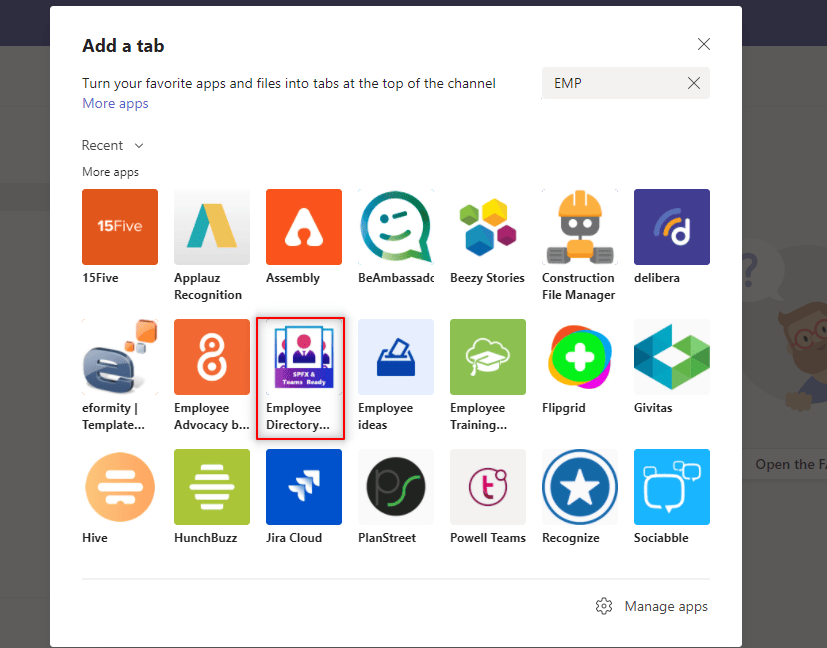 Add a tab
Turn your favorite apps and files into tabs at the top of the channel
More apps
EMP
Recent
More apps
15Five
15Five
Applauz
Recognition
Assembly
BeAmbassado
Beezy Stories
Construction
File Manager
delibera
?
SPFX &
Teams Ready
eformity |
Template...
Employee
Advocacy b...
Employee
Directory...
Employee
ideas
Employee
Training...
Flipgrid
Givitas
Hive
HunchBuzz
Jira Cloud
PlanStreet
Powell Teams
Recognize
Sociabble
Open the FA
Manage apps